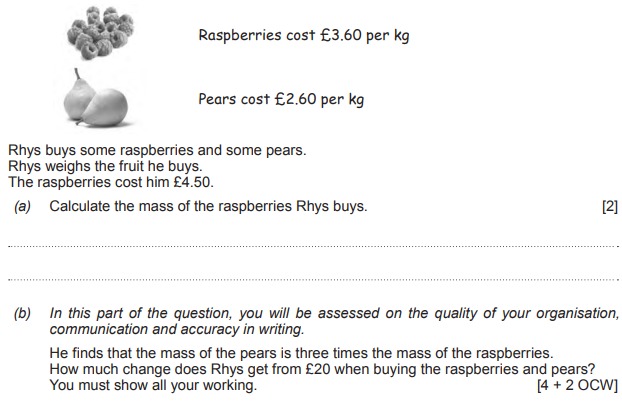 Raspberries cost £3.60 per kg
Pears cost £2.60 per kg
Rhys buys some raspberries and some pears.
Rhys weighs the fruit he buys.
The raspberries cost him £4.50.
(a) Calculate the mass of the raspberries Rhys buys. [2]
(b) In this part of the question, you will be assessed on the quality of your organisation,
communication and accuracy in writing.
He finds that the mass of the pears is three times the mass of the raspberries.
How much change does Rhys get from £20 when buying the raspberries and pears?
You must show all your working. [4 + 2 OCW]